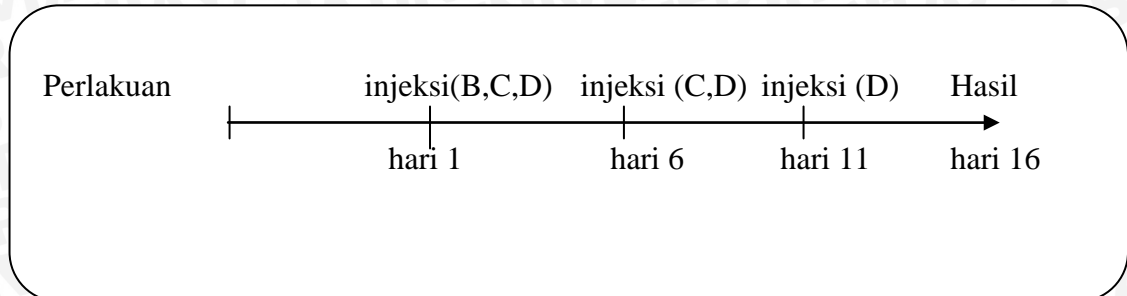 Perlakuan injeksi(B,C,D) injeksi (C,D) injeksi (D) Hasil
hari 1 hari 6 hari 11 hari 16